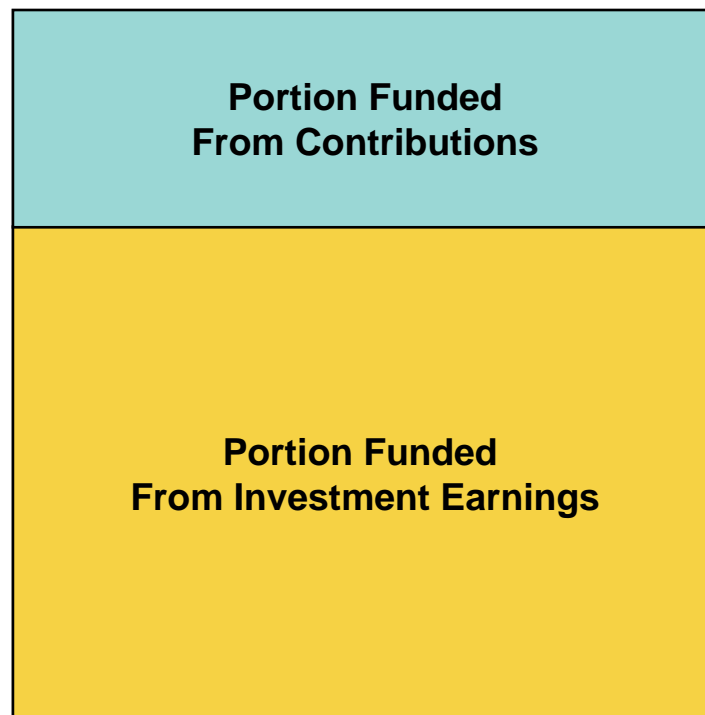 Portion Funded
From Contributions
Portion Funded
From Investment Earnings